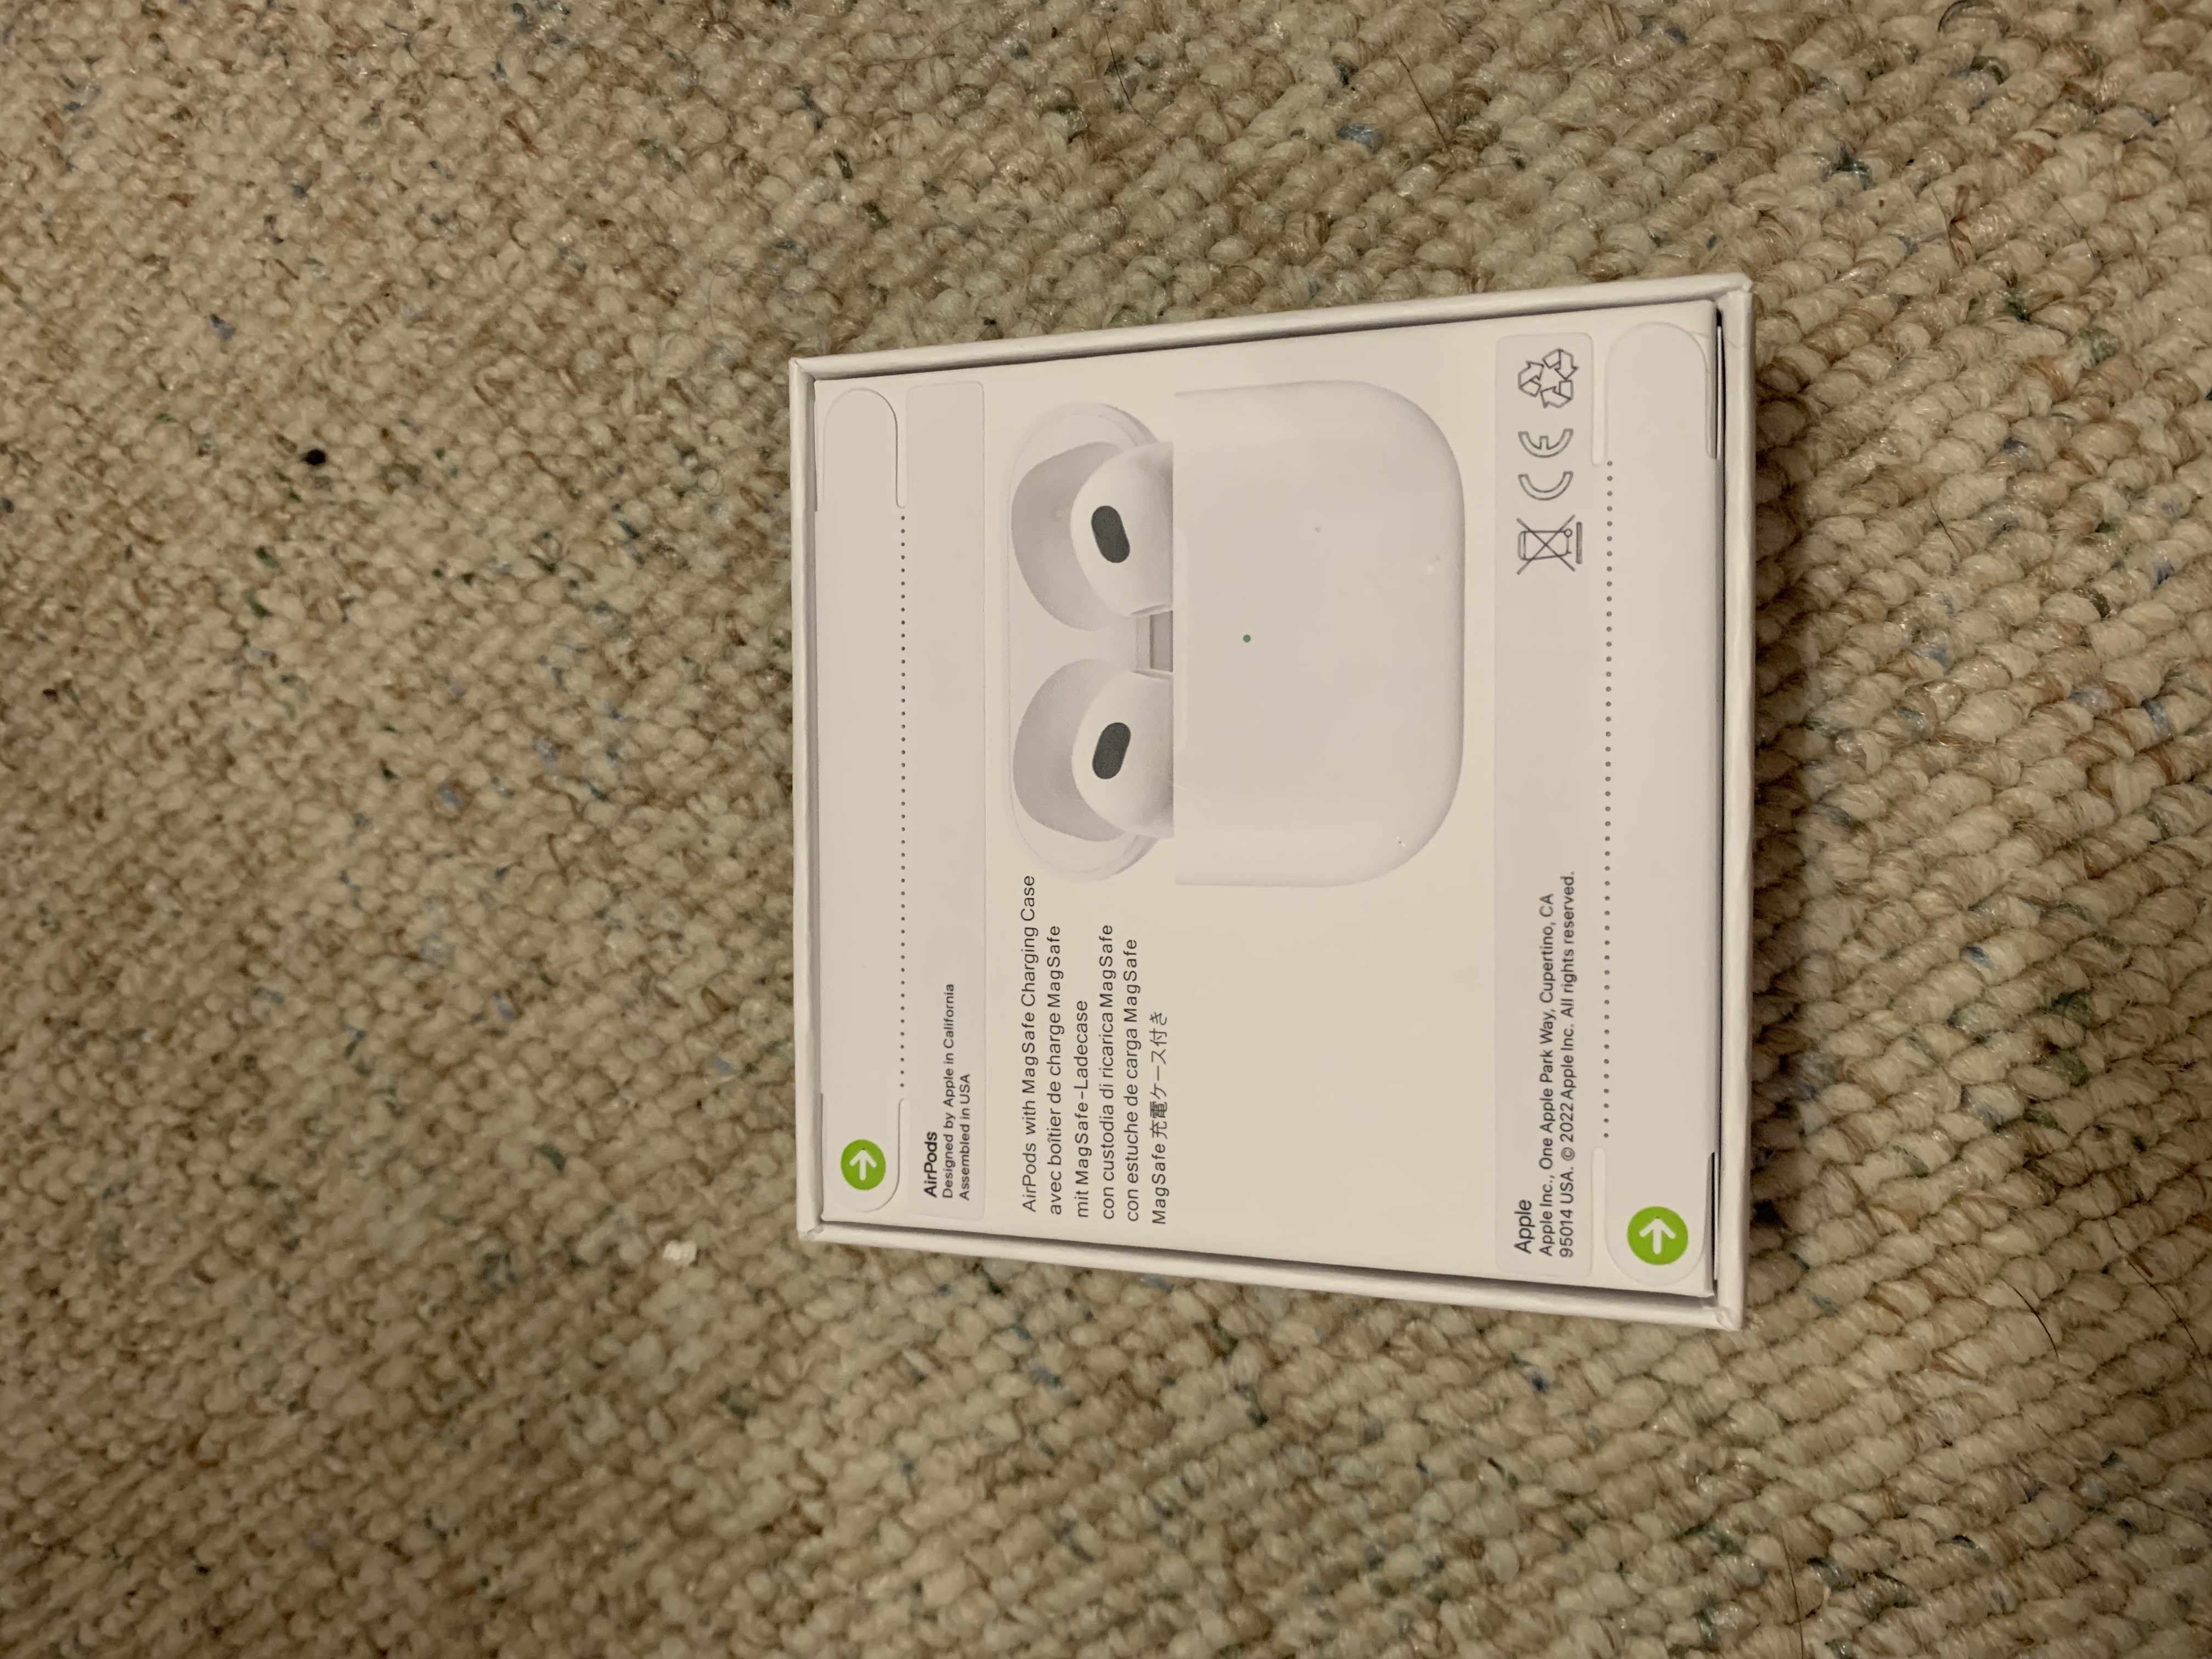 AirPods
Designed by Apple in California
Assembled in USA
AirPods with MagSafe Charging Case
avec boîtier de charge MagSafe
mit MagSafe-Ladecase
con custodia di ricarica MagSafe
con estuche de carga MagSafe
MagSafe 充電ケース付き
Apple
Apple Inc., One Apple Park Way, Cupertino, CA
95014 USA. © 2022 Apple Inc. All rights reserved.
CE